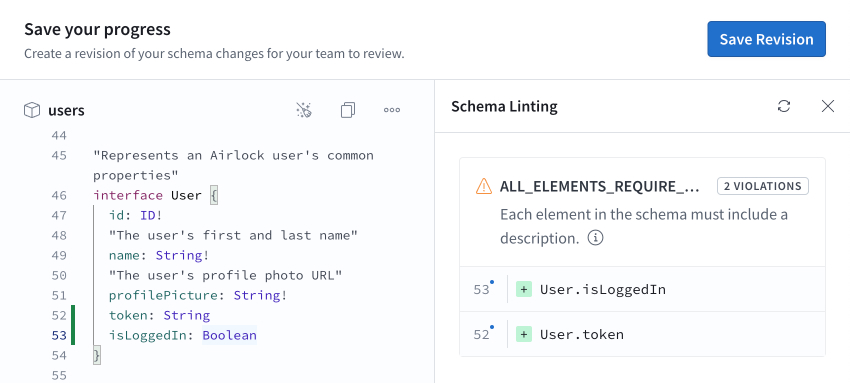 Save your progress
Create a revision of your schema changes for your team to review.
Save Revision
users
44
45 "Represents an Airlock user's common
properties"
46 interface User {
47 id: ID!
48 "The user's first and last name"
49 name: String!
50 "The user's profile photo URL"
51 profilePicture: String!
52 token: String
53 isLoggedIn: Boolean
54 }
55
Schema Linting
ALL_ELEMENTS_REQUIRE_... 2 VIOLATIONS
Each element in the schema must include a
description.
53 + User.isLoggedIn
52 + User.token